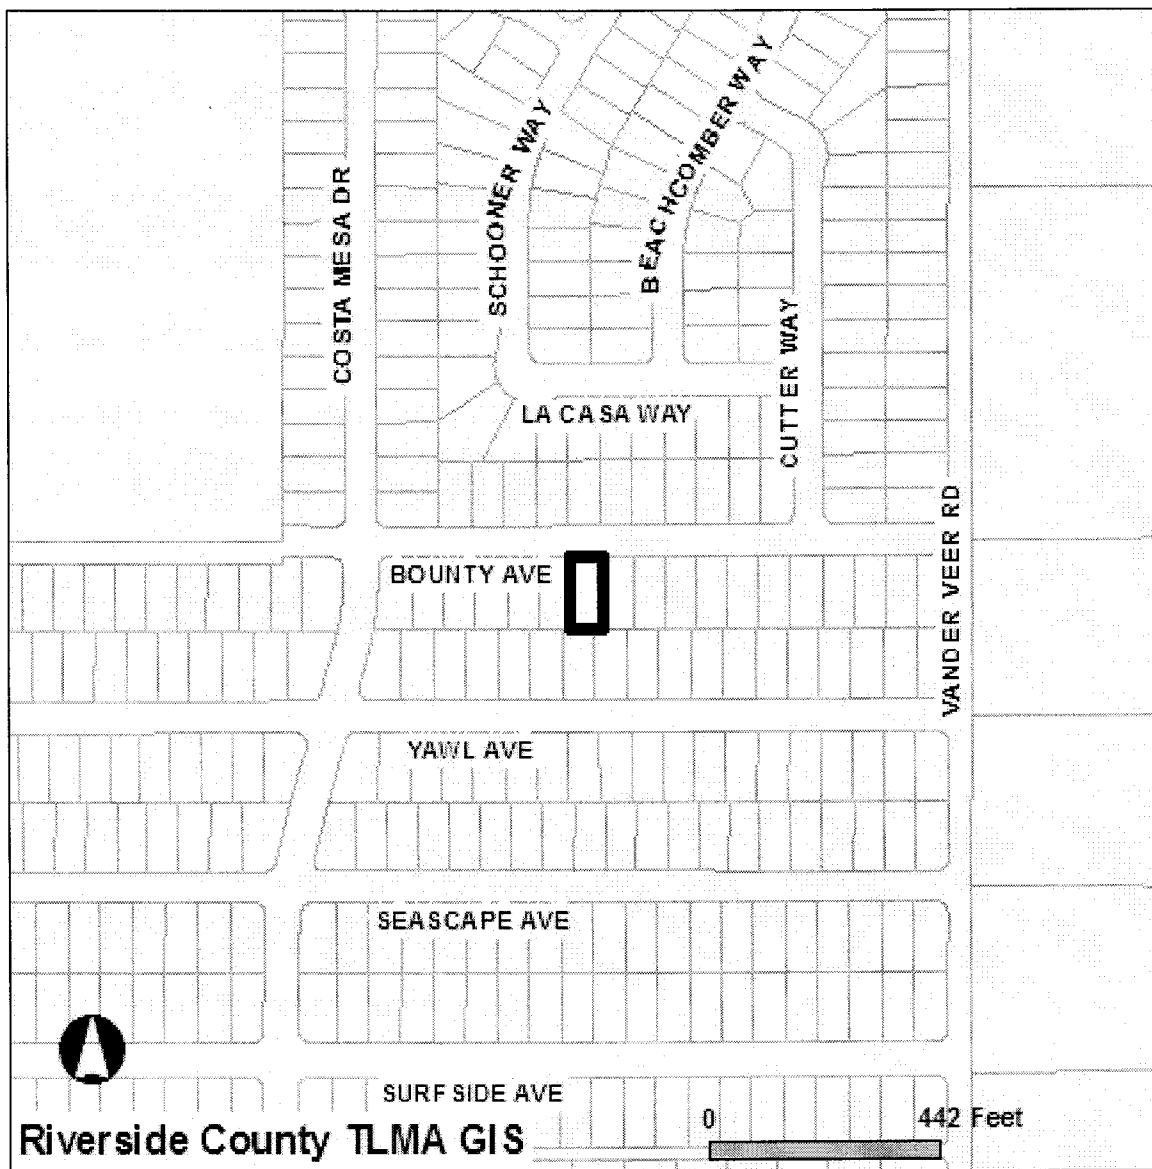 BEACHCOMBER WAY
SCHOONER WAY
COSTA MESA DR
CUTTER WAY
LA CASA WAY
VANDER VEER RD
BOUNTY AVE
YAWL AVE
SEASCAPE AVE
SURF SIDE AVE
0 442 Feet
Riverside County TLMA GIS